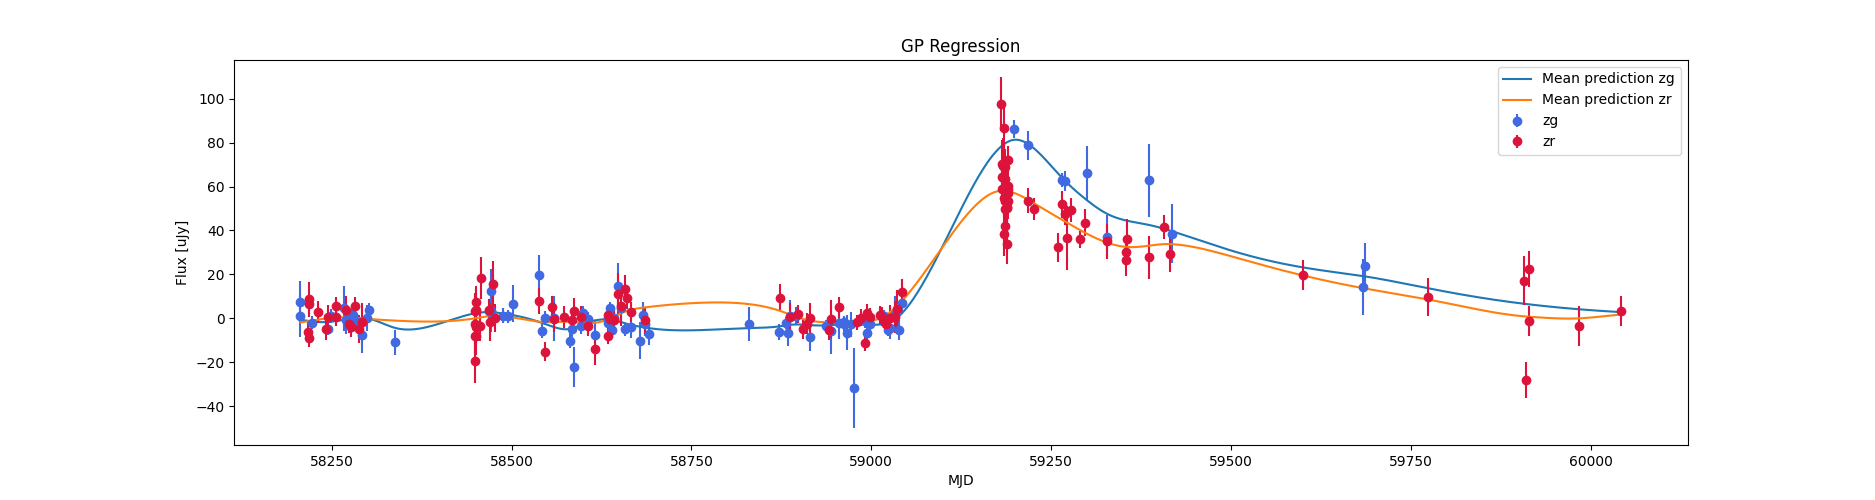 GP Regression
Flux [uJy]
100
80
60
40
20
0
−20
−40
Mean prediction zg
Mean prediction zr
zg
zr
58250 58500 58750 59000 59250 59500 59750 60000
MJD